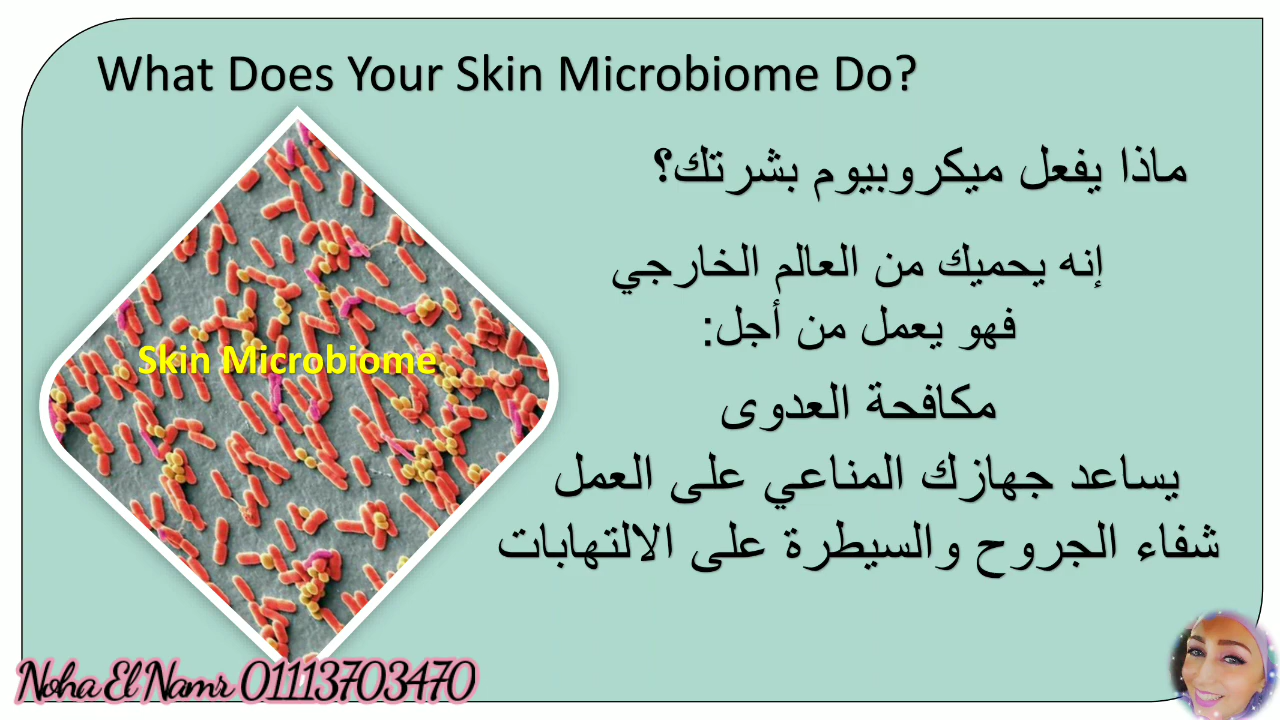 What Does Your Skin Microbiome Do?
ماذا يفعل ميكروبيوم بشرتك؟
إنه يحميك من العالم الخارجي
فهو يعمل من أجل:
مكافحة العدوى
يساعد جهازك المناعي على العمل
شفاء الجروح والسيطرة على الالتهابات
Skin Microbiome
Noha El Namr 01113703470